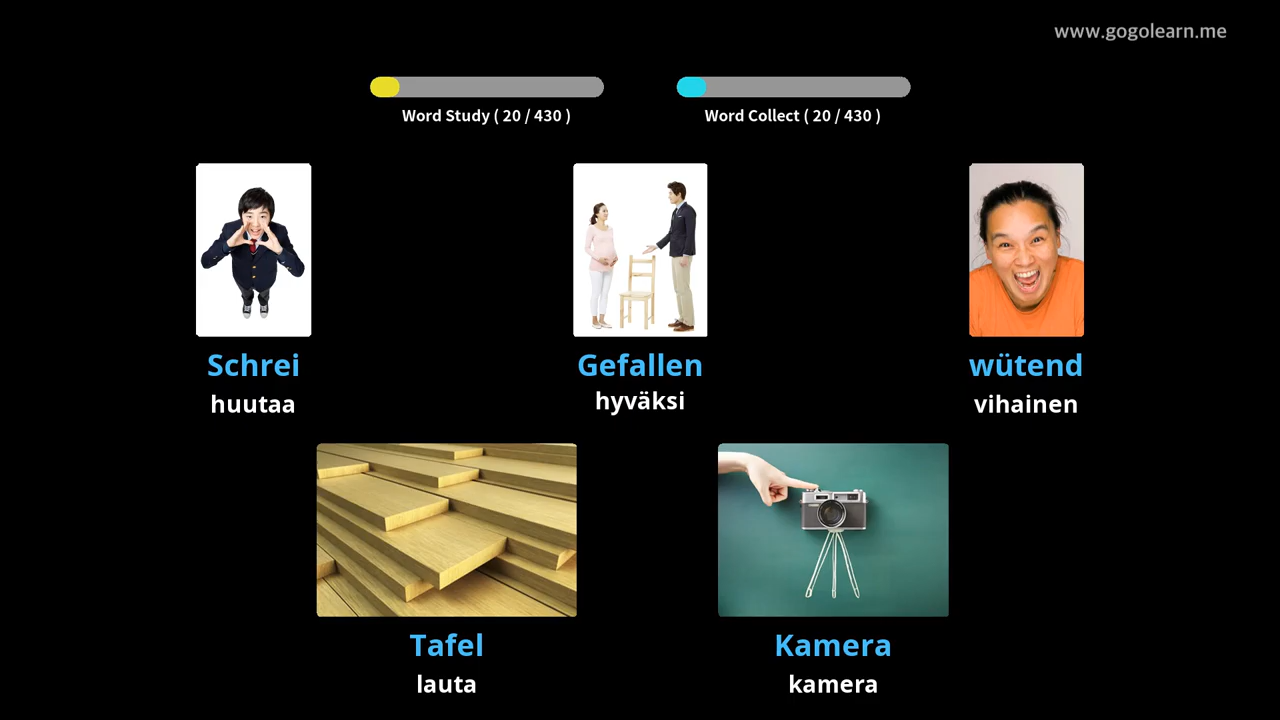 www.gogolearn.me
Word Study ( 20 / 430 )
Word Collect ( 20 / 430 )
Schrei
huutaa
Gefallen
hyväksi
wütend
vihainen
Tafel
lauta
Kamera
kamera